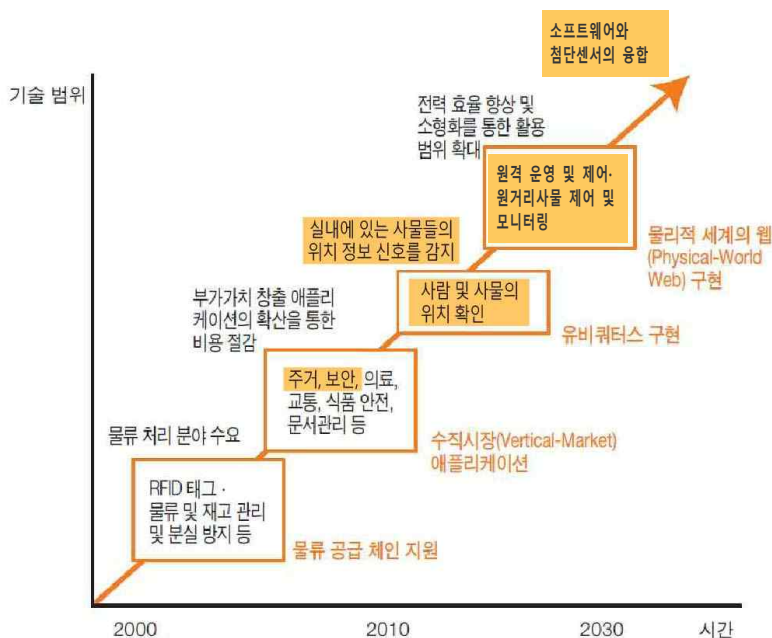 소프트웨어와
첨단센서의 융합
기술 범위
전력 효율 향상 및
소형화를 통한 활용
범위 확대
원격 운영 및 제어·
원거리사물 제어 및
모니터링
실내에 있는 사물들의
위치 정보 신호를 감지
물리적 세계의 웹
(Physical-World
Web) 구현
사람 및 사물의
위치 확인
부가가치 창출 애플리
케이션의 확산을 통한
비용 절감
유비쿼터스 구현
주거, 보안, 의료,
교통, 식품 안전,
문서관리 등
물류 처리 분야 수요
수직시장(Vertical-Market)
애플리케이션
RFID 태그·
물류 및 재고 관리
및 분실 방지 등
물류 공급 체인 지원
2000 2010 2030 시간